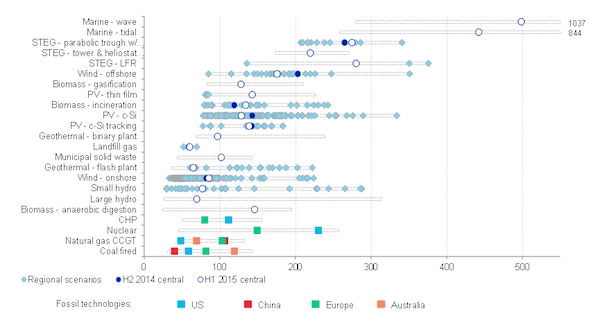 Marine - wave
1037
Marine - tidal
844
STEG - parabolic trough w/..
STEG - tower & heliostat
STEG - LFR
Wind - offshore
Biomass - gasification
PV - thin film
Biomass - incineration
PV - c-Si
PV - c-Si tracking
Geothermal - binary plant
Landfill gas
Municipal solid waste
Geothermal - flash plant
Wind - onshore
Small hydro
Large hydro
Biomass - anaerobic digestion
CHP
Nuclear
Natural gas CCGT
Coal fired
0 100 200 300 400 500
Regional scenarios H2 2014 central H1 2015 central
Fossil technologies: US China Europe Australia